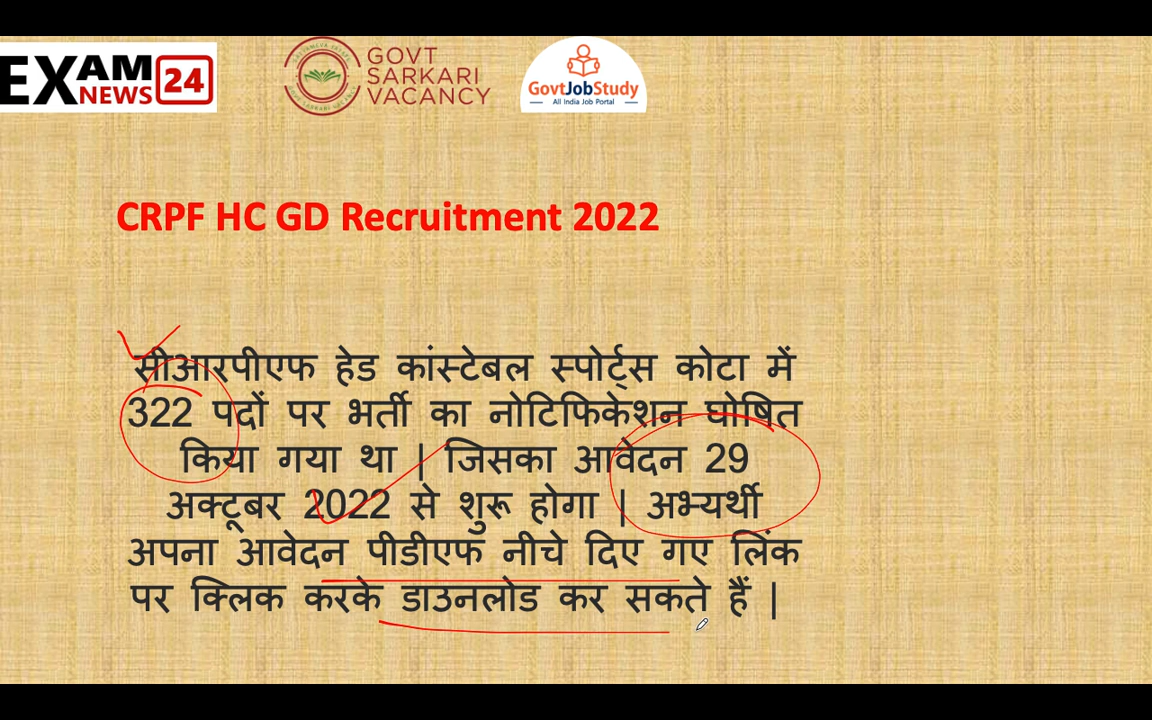 EXAM 24
NEWS
GOVT
SARKARI
VACANCY
GovtJobStudy
All India Job Portal
CRPF HC GD Recruitment 2022
सीआरपीएफ हेड कांस्टेबल स्पोर्ट्स कोटा में
322 पदों पर भर्ती का नोटिफिकेशन घोषित
किया गया था | जिसका आवेदन 29
अक्टूबर 2022 से शुरू होगा | अभ्यर्थी
अपना आवेदन पीडीएफ नीचे दिए गए लिंक
पर क्लिक करके डाउनलोड कर सकते हैं |